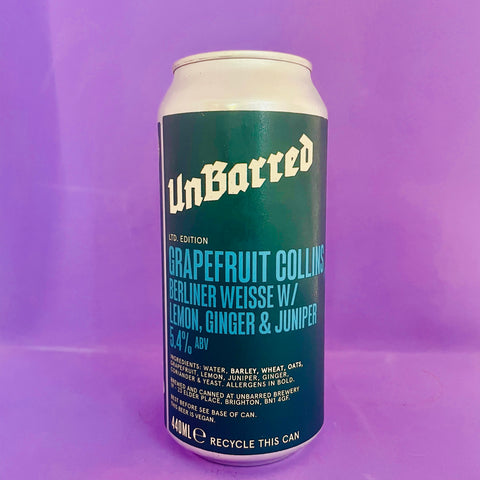 UnBarred
LTD. EDITION
GRAPEFRUIT COLLINS
BERLINER WEISSE W/
LEMON, GINGER & JUNIPER
5.4% ABV
INGREDIENTS: WATER, BARLEY, WHEAT, OATS,
GRAPEFRUIT, LEMON, JUNIPER, GINGER,
CORIANDER & YEAST. ALLERGENS IN BOLD.
BREWED AND CANNED AT UNBARRED BREWERY
ELDER PLACE, BRIGHTON, BN1 4GF.
BEST BEFORE SEE BASE OF CAN.
THIS BEER IS VEGAN.
440ML e RECYCLE THIS CAN